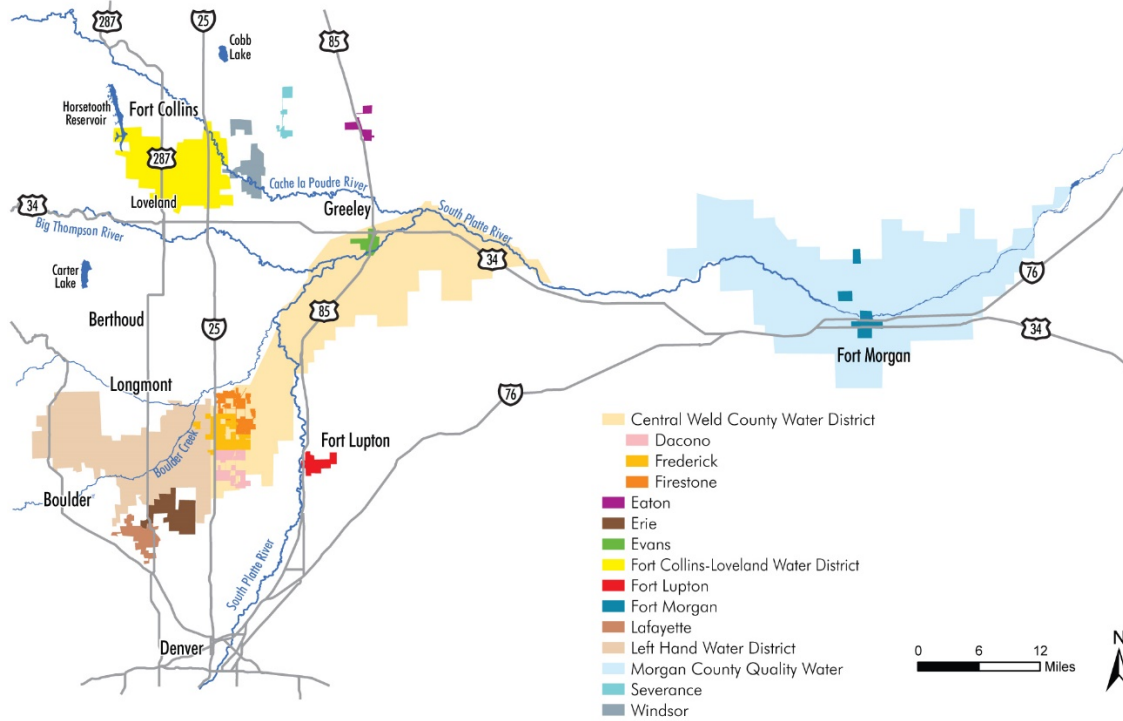 287
25
85
Cobb
Lake
Horsetooth
Reservoir
Fort Collins
287
Cache la Poudre River
34
Loveland
Greeley
South Platte River
Big Thompson River
34
Carter
Lake
76
85
Berthoud
25
34
Fort Morgan
Longmont
76
Boulder Creek
Fort Lupton
Boulder
South Platte River
Denver
Central Weld County Water District
Dacono
Frederick
Firestone
Eaton
Erie
Evans
Fort Collins-Loveland Water District
Fort Lupton
Fort Morgan
Lafayette
Left Hand Water District
Morgan County Quality Water
Severance
Windsor
0 6 12
Miles
N